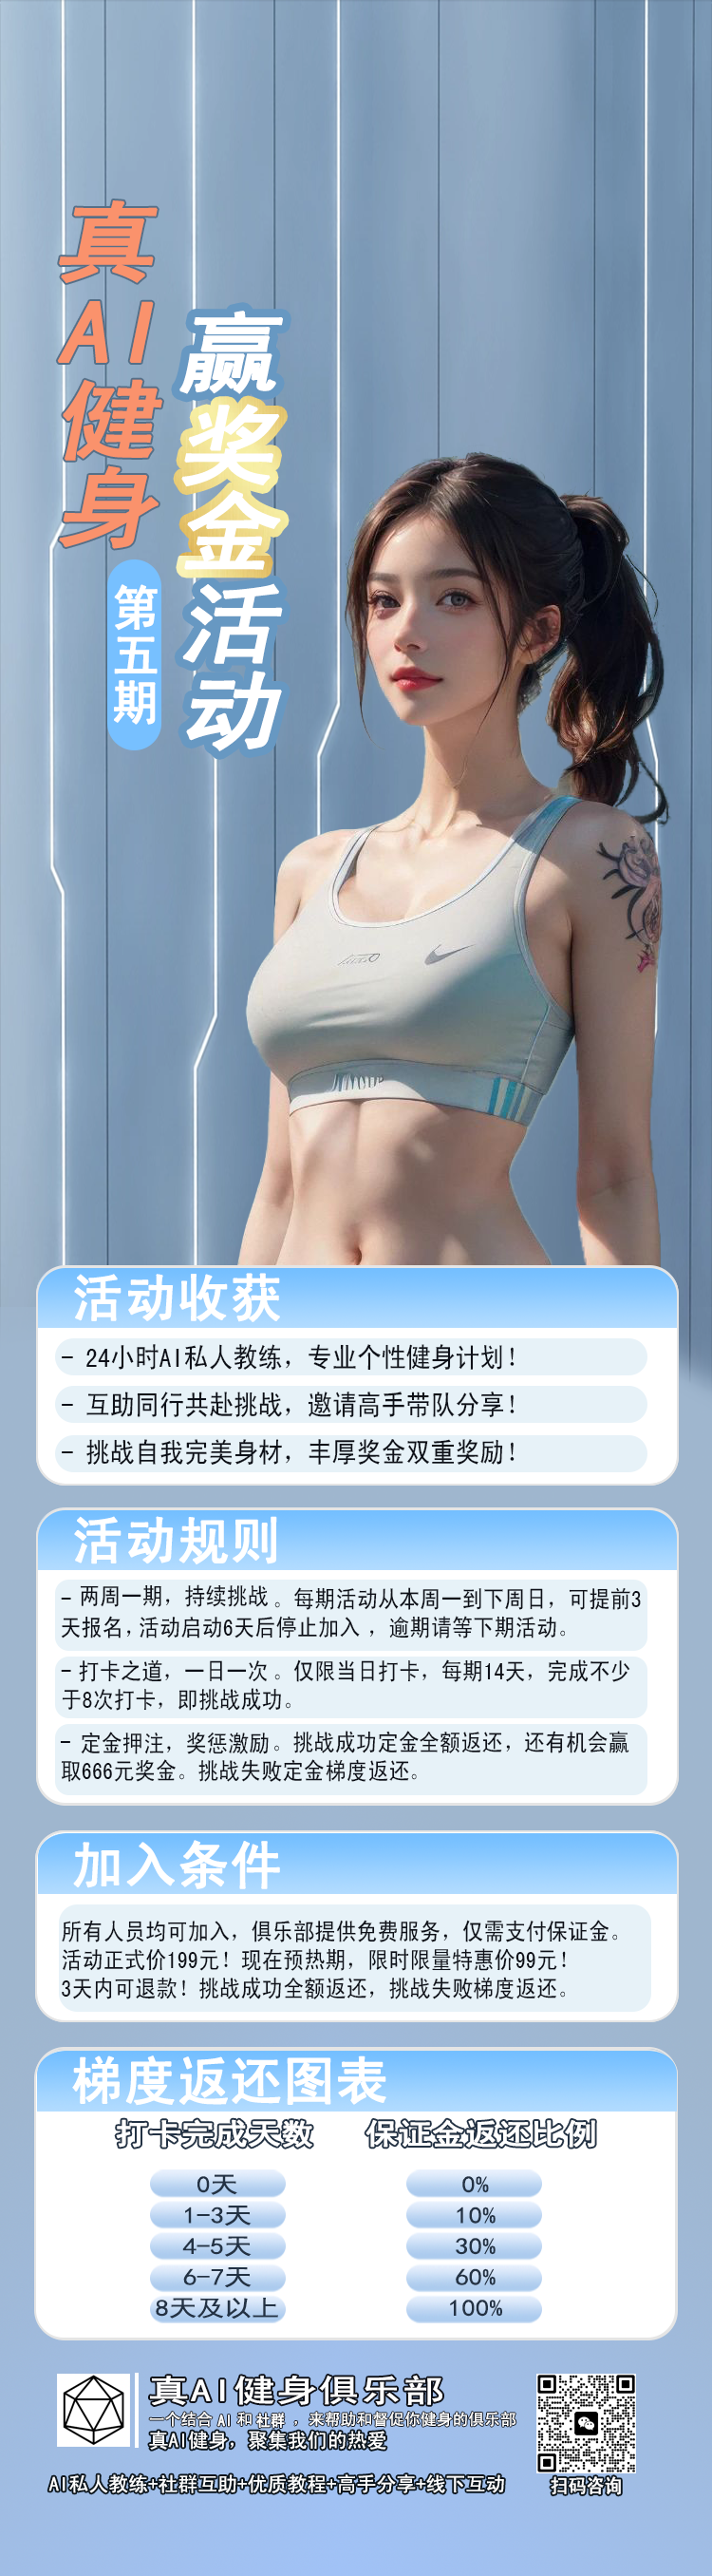 真AI健身
赢奖金活动
第五期
活动收获
- 24小时AI私人教练，专业个性健身计划！
- 互助同行共赴挑战，邀请高手带队分享！
- 挑战自我完美身材，丰厚奖金双重奖励！
活动规则
- 两周一期，持续挑战 。每期活动从本周一到下周日，可提前3
天报名，活动启动6天后停止加入 ，逾期请等下期活动。
- 打卡之道，一日一次 。仅限当日打卡，每期14天，完成不少
于8次打卡，即挑战成功。
- 定金押注，奖惩激励。挑战成功定金全额返还，还有机会赢
取666元奖金。挑战失败定金梯度返还。
加入条件
所有人员均可加入，俱乐部提供免费服务，仅需支付保证金。
活动正式价199元！现在预热期，限时限量特惠价99元！
3天内可退款！挑战成功全额返还，挑战失败梯度返还。
梯度返还图表
打卡完成天数 保证金返还比例
0天 0%
1-3天 10%
4-5天 30%
6-7天 60%
8天及以上 100%
真AI健身俱乐部
一个结合 AI 和 社群 ，来帮助和督促你健身的俱乐部
真AI健身，聚集我们的热爱
AI私人教练+社群互助+优质教程+高手分享+线下互动
扫码咨询